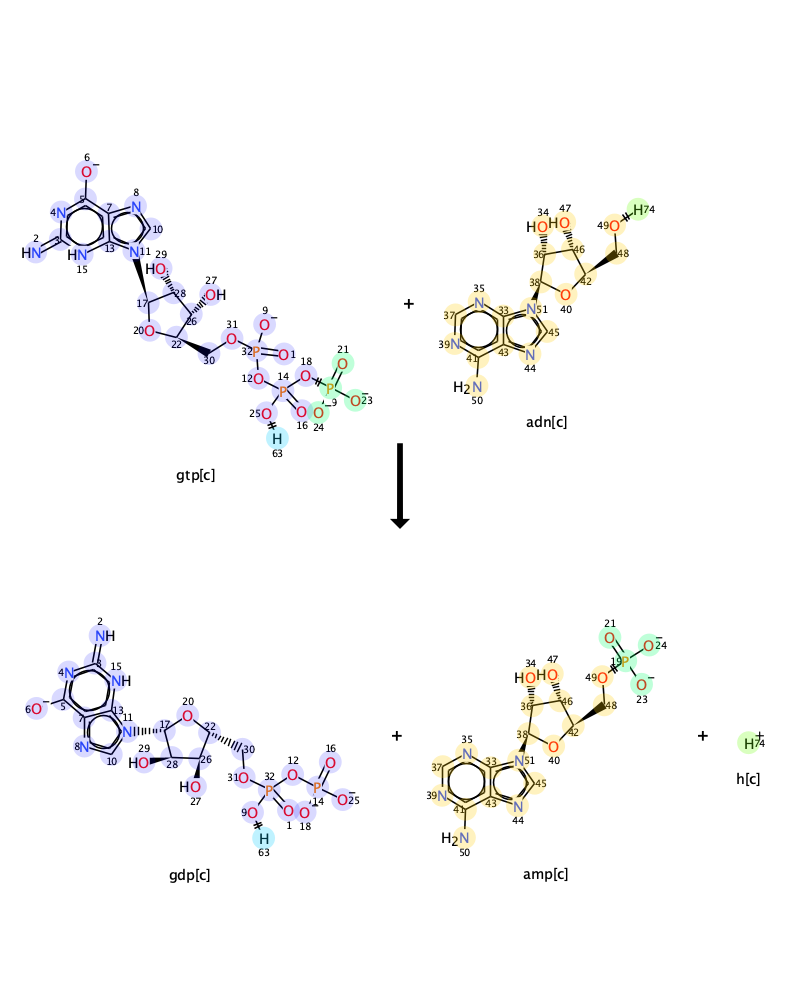 6
O−
5
4 N
7
8
N
2
3
HN
HN
15
13
N 11
10
29
HO
28
27
OH
17
26
20 O
22
30
31
O
9
O−
32 P
O 1
12 O
14
P
18
O
21
O
P 9
O 23
−
O
24
25 O
O
16
H
63
gtp[c]
+
34
HO
47
HO
49 O
H74
48
46
36
42
38
O
40
35
N
37
33
N 51
45
39 N
41
43
N
44
H2N
50
adn[c]
2
NH
3
4 N
15
NH
6 O−
5
7
13
11
N
8 N
10
17
20
O
22
29
HO
28
26
HO
27
30
31 O
32
P
12
O
16
O
P
14
O 25
−
9 O
O
1
O−
18
H
63
gdp[c]
+
34
HO
47
HO
49 O
21
O
O−24
19 P
O−
23
48
46
36
42
38
O
40
35
N
37
33
N 51
45
39 N
41
43
N
44
H2N
50
amp[c]
+
H+
74
h[c]